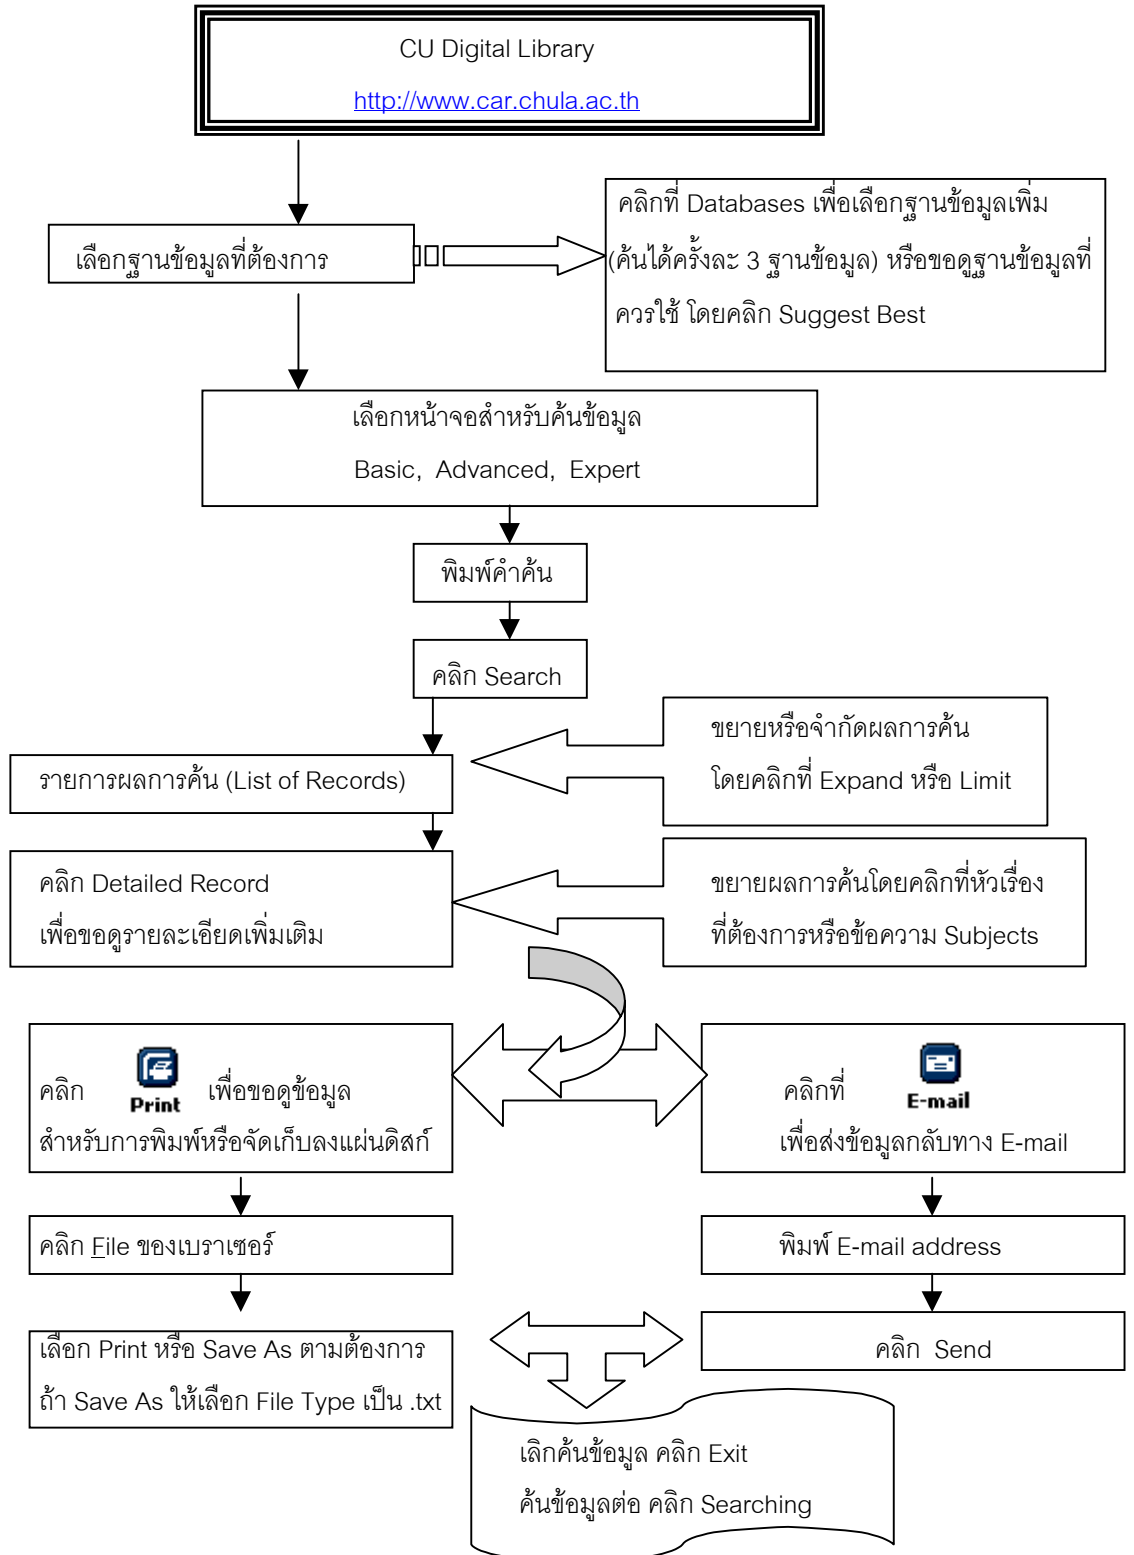 CU Digital Library
http://www.car.chula.ac.th
เลือกฐานข้อมูลที่ต้องการ
คลิกที่ Databases เพื่อเลือกฐานข้อมูลเพิ่ม
(ค้นได้ครั้งละ 3 ฐานข้อมูล) หรือขอดูฐานข้อมูลที่
ควรใช้ โดยคลิก Suggest Best
เลือกหน้าจอสำหรับค้นข้อมูล
Basic, Advanced, Expert
พิมพ์คำค้น
คลิก Search
ขยายหรือจำกัดผลการค้น
โดยคลิกที่ Expand หรือ Limit
รายการผลการค้น (List of Records)
คลิก Detailed Record
เพื่อขอดูรายละเอียดเพิ่มเติม
ขยายผลการค้นโดยคลิกที่หัวเรื่อง
ที่ต้องการหรือข้อความ Subjects
คลิก Print เพื่อขอดูข้อมูล
สำหรับการพิมพ์หรือจัดเก็บลงแผ่นดิสก์
คลิกที่ E-mail
เพื่อส่งข้อมูลกลับทาง E-mail
คลิก File ของเบราเซอร์
พิมพ์ E-mail address
เลือก Print หรือ Save As ตามต้องการ
ถ้า Save As ให้เลือก File Type เป็น .txt
คลิก Send
เลิกค้นข้อมูล คลิก Exit
ค้นข้อมูลต่อ คลิก Searching